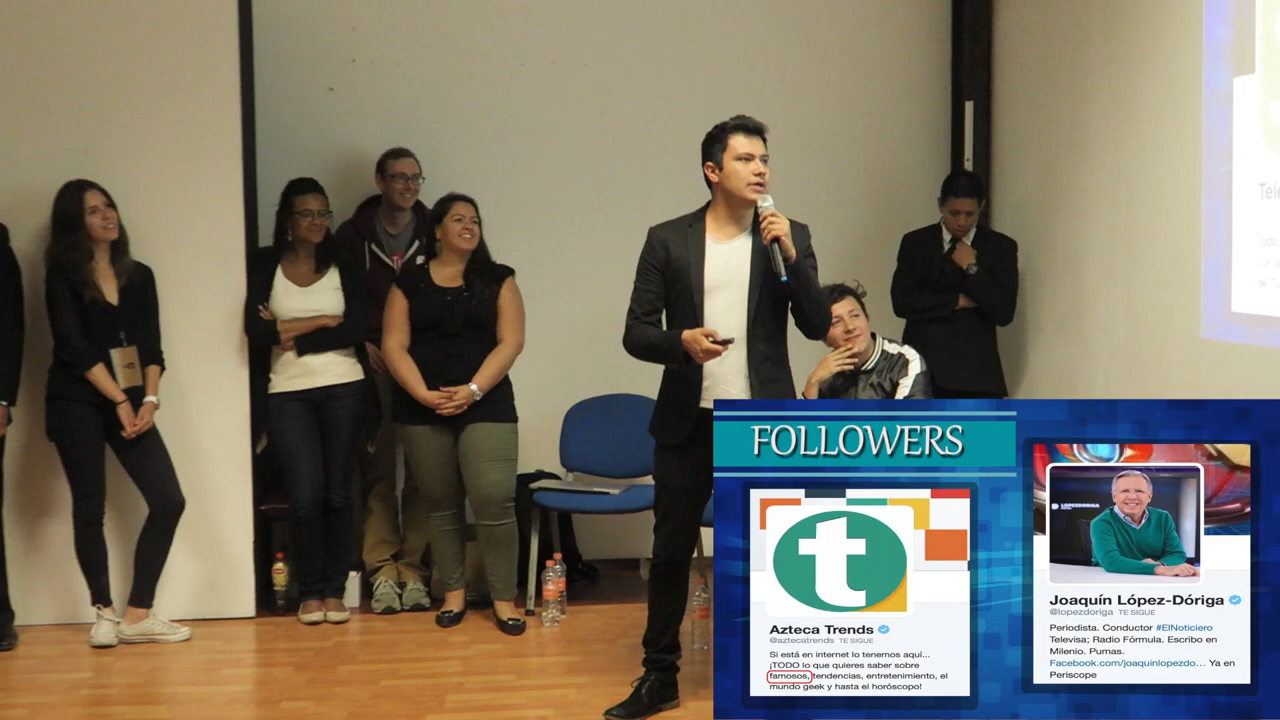 Tele
FOLLOWERS
t
Azteca Trends
@aztecatrends TE SIGUE
Si está en internet lo tenemos aquí...
¡TODO lo que quieres saber sobre
famosos, tendencias, entretenimiento, el
mundo geek y hasta el horóscopo!
LOPEZDORIGA
Joaquín López-Dóriga
@lopezdoriga TE SIGUE
Periodista. Conductor #ElNoticiero
Televisa; Radio Fórmula. Escribo en
Milenio. Pumas.
Facebook.com/joaquinlopezdo… Ya en
Periscope